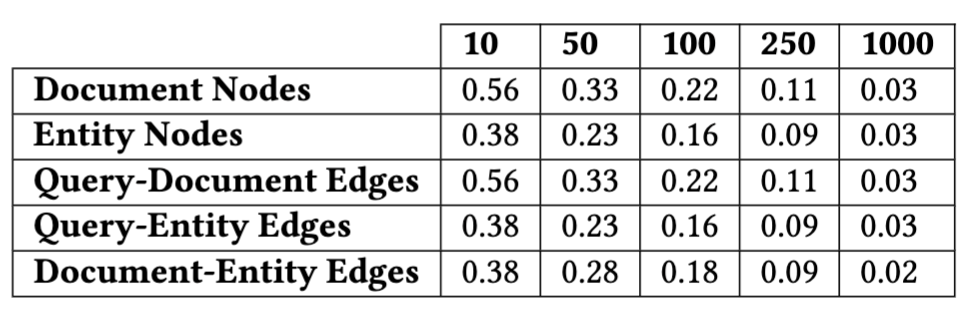 10 50 100 250 1000
Document Nodes 0.56 0.33 0.22 0.11 0.03
Entity Nodes 0.38 0.23 0.16 0.09 0.03
Query-Document Edges 0.56 0.33 0.22 0.11 0.03
Query-Entity Edges 0.38 0.23 0.16 0.09 0.03
Document-Entity Edges 0.38 0.28 0.18 0.09 0.02